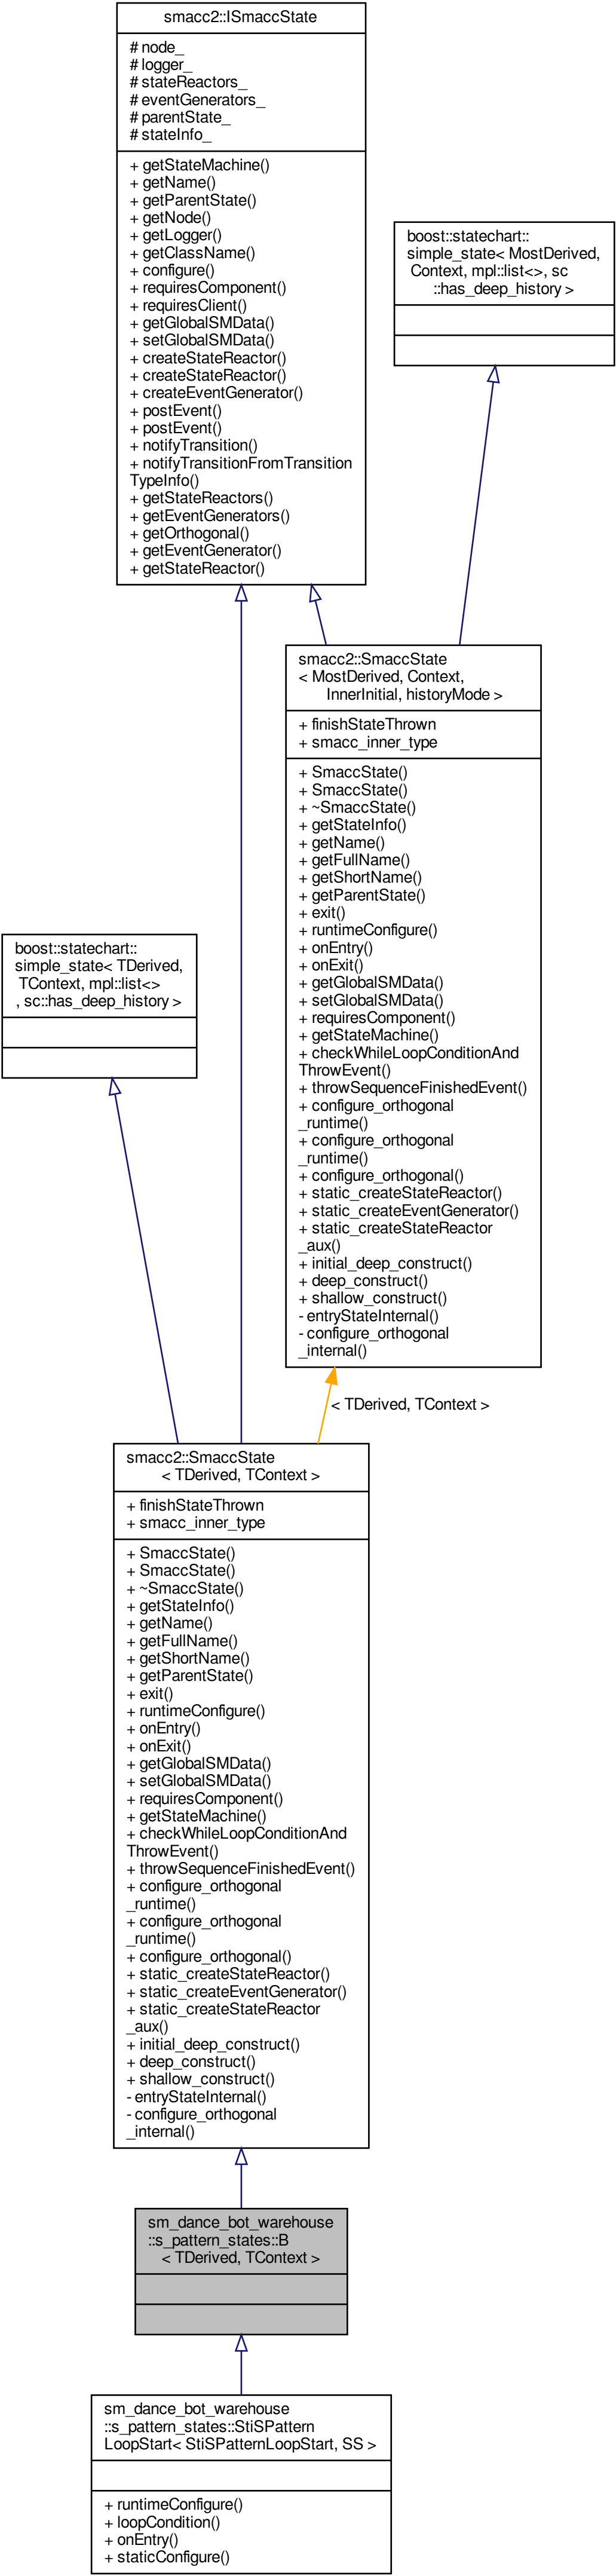 smacc2::ISmaccState
# node_
# logger_
# stateReactors_
# eventGenerators_
# parentState_
# stateInfo_
+ getStateMachine()
+ getName()
+ getParentState()
+ getNode()
+ getLogger()
+ getClassName()
+ configure()
+ requiresComponent()
+ requiresClient()
+ getGlobalSMData()
+ setGlobalSMData()
+ createStateReactor()
+ createStateReactor()
+ createEventGenerator()
+ postEvent()
+ postEvent()
+ notifyTransition()
+ notifyTransitionFromTransition
TypeInfo()
+ getStateReactors()
+ getEventGenerators()
+ getOrthogonal()
+ getEventGenerator()
+ getStateReactor()
boost::statechart::
simple_state< MostDerived,
Context, mpl::list<>, sc
::has_deep_history >
smacc2::SmaccState
< MostDerived, Context,
InnerInitial, historyMode >
+ finishStateThrown
+ smacc_inner_type
+ SmaccState()
+ SmaccState()
+ ~SmaccState()
+ getStateInfo()
+ getName()
+ getFullName()
+ getShortName()
+ getParentState()
+ exit()
+ runtimeConfigure()
+ onEntry()
+ onExit()
+ getGlobalSMData()
+ setGlobalSMData()
+ requiresComponent()
+ getStateMachine()
+ checkWhileLoopConditionAnd
ThrowEvent()
+ throwSequenceFinishedEvent()
+ configure_orthogonal
_runtime()
+ configure_orthogonal
_runtime()
+ configure_orthogonal()
+ static_createStateReactor()
+ static_createEventGenerator()
+ static_createStateReactor
_aux()
+ initial_deep_construct()
+ deep_construct()
+ shallow_construct()
- entryStateInternal()
- configure_orthogonal
_internal()
boost::statechart::
simple_state< TDerived,
TContext, mpl::list<>
, sc::has_deep_history >
< TDerived, TContext >
smacc2::SmaccState
< TDerived, TContext >
+ finishStateThrown
+ smacc_inner_type
+ SmaccState()
+ SmaccState()
+ ~SmaccState()
+ getStateInfo()
+ getName()
+ getFullName()
+ getShortName()
+ getParentState()
+ exit()
+ runtimeConfigure()
+ onEntry()
+ onExit()
+ getGlobalSMData()
+ setGlobalSMData()
+ requiresComponent()
+ getStateMachine()
+ checkWhileLoopConditionAnd
ThrowEvent()
+ throwSequenceFinishedEvent()
+ configure_orthogonal
_runtime()
+ configure_orthogonal
_runtime()
+ configure_orthogonal()
+ static_createStateReactor()
+ static_createEventGenerator()
+ static_createStateReactor
_aux()
+ initial_deep_construct()
+ deep_construct()
+ shallow_construct()
- entryStateInternal()
- configure_orthogonal
_internal()
sm_dance_bot_warehouse
::s_pattern_states::B
< TDerived, TContext >
sm_dance_bot_warehouse
::s_pattern_states::StiSPattern
LoopStart< StiSPatternLoopStart, SS >
+ runtimeConfigure()
+ loopCondition()
+ onEntry()
+ staticConfigure()